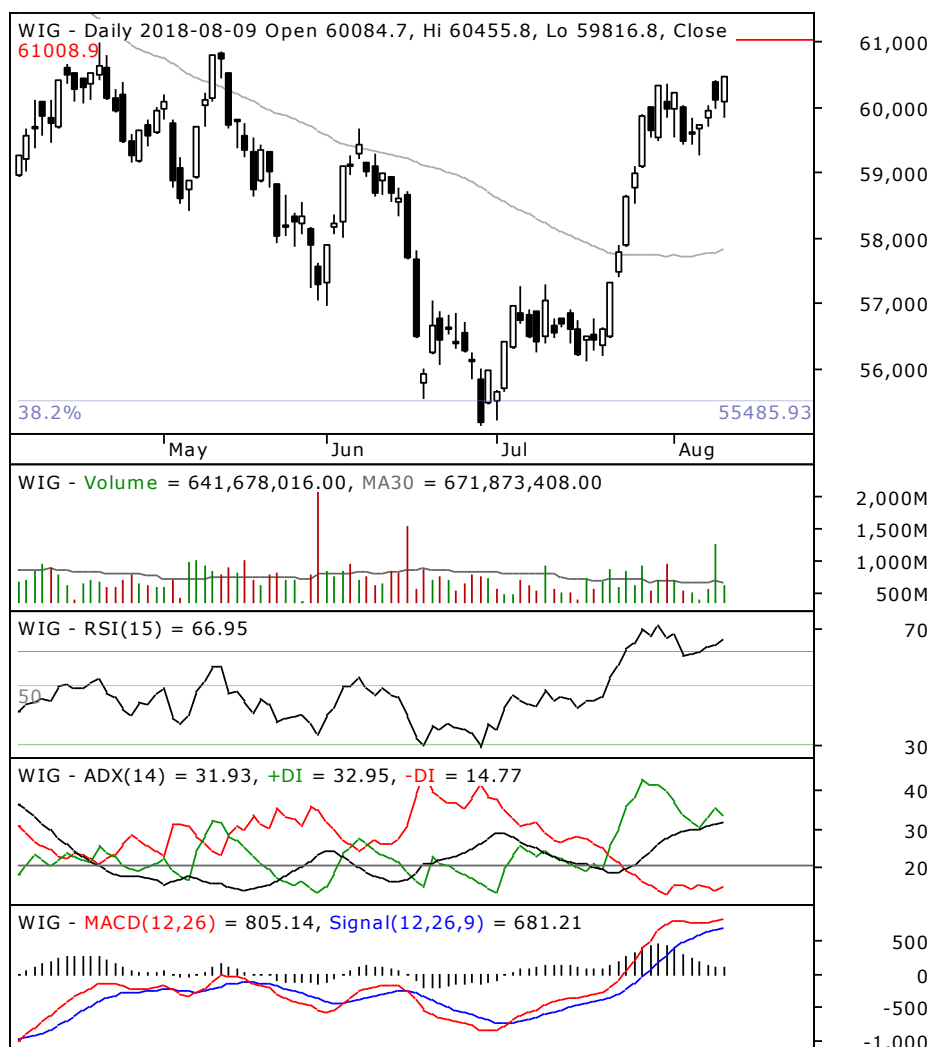 WIG - Daily 2018-08-09 Open 60084.7, Hi 60455.8, Lo 59816.8, Close
61008.9
61,000
60,000
59,000
58,000
57,000
56,000
38.2% 55485.93
May Jun Jul Aug
WIG - Volume = 641,678,016.00, MA30 = 671,873,408.00
2,000M
1,500M
1,000M
500M
WIG - RSI(15) = 66.95
70
50
30
WIG - ADX(14) = 31.93, +DI = 32.95, -DI = 14.77
40
30
20
WIG - MACD(12,26) = 805.14, Signal(12,26,9) = 681.21
500
0
-500
-1,000